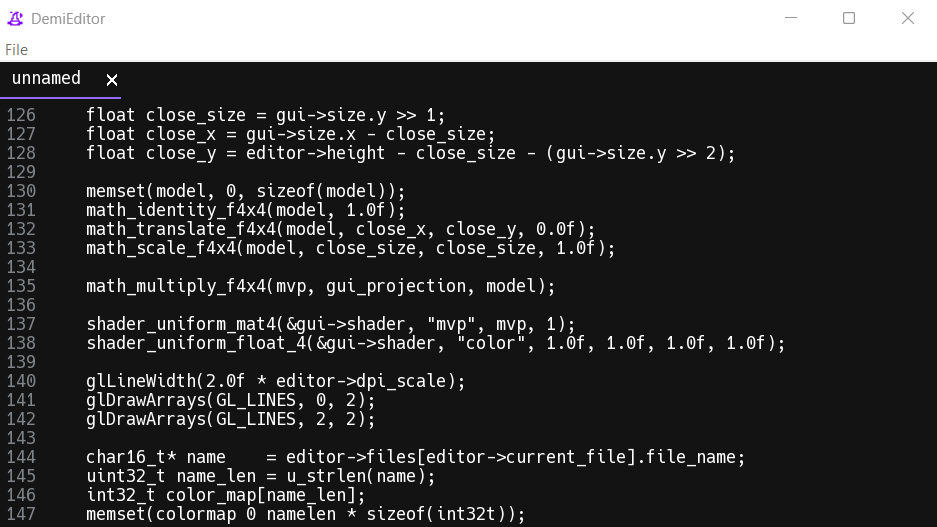 DemiEditor
File
unnamed
126 float close_size = gui->size.y >> 1;
127 float close_x = gui->size.x - close_size;
128 float close_y = editor->height - close_size - (gui->size.y >> 2);
129
130 memset(model, 0, sizeof(model));
131 math_identity_f4x4(model, 1.0f);
132 math_translate_f4x4(model, close_x, close_y, 0.0f);
133 math_scale_f4x4(model, close_size, close_size, 1.0f);
134
135 math_multiply_f4x4(mvp, gui_projection, model);
136
137 shader_uniform_mat4(&gui->shader, "mvp", mvp, 1);
138 shader_uniform_float_4(&gui->shader, "color", 1.0f, 1.0f, 1.0f, 1.0f);
139
140 glLineWidth(2.0f * editor->dpi_scale);
141 glDrawArrays(GL_LINES, 0, 2);
142 glDrawArrays(GL_LINES, 2, 2);
143
144 char16_t* name    = editor->files[editor->current_file].file_name;
145 uint32_t name_len = u_strlen(name);
146 int32_t color_map[name_len];
147 memset(colormap 0 namelen * sizeof(int32t));